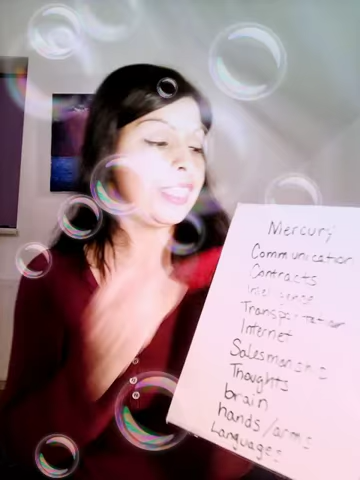 Mercury
Communication
Contracts
Intelligence
Transportation
Internet
Salesmanship
Thoughts
brain
hands/arms
Languages